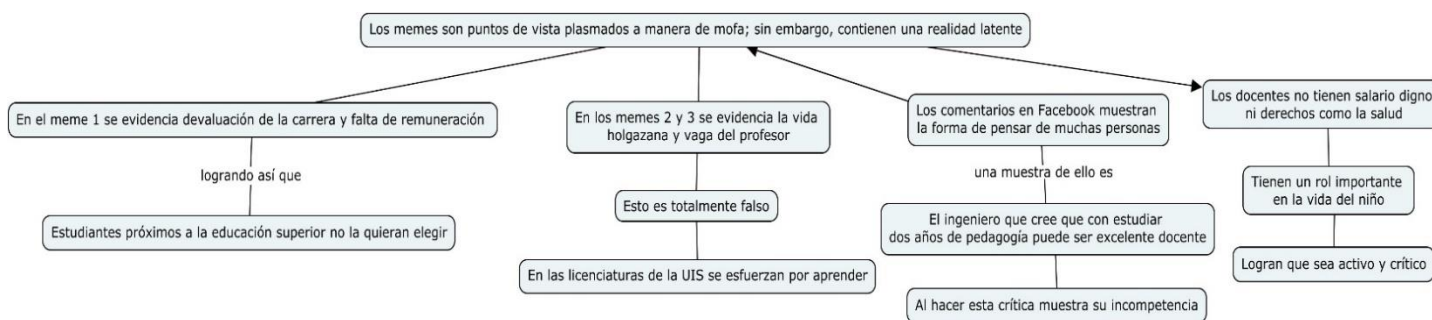 Los memes son puntos de vista plasmados a manera de mofa; sin embargo, contienen una realidad latente
En el meme 1 se evidencia devaluación de la carrera y falta de remuneración
logrando así que
Estudiantes próximos a la educación superior no la quieran elegir
En los memes 2 y 3 se evidencia la vida
holgazana y vaga del profesor
Esto es totalmente falso
En las licenciaturas de la UIS se esfuerzan por aprender
Los comentarios en Facebook muestran
la forma de pensar de muchas personas
una muestra de ello es
El ingeniero que cree que con estudiar
dos años de pedagogía puede ser excelente docente
Al hacer esta crítica muestra su incompetencia
Los docentes no tienen salario digno
ni derechos como la salud
Tienen un rol importante
en la vida del niño
Logran que sea activo y crítico